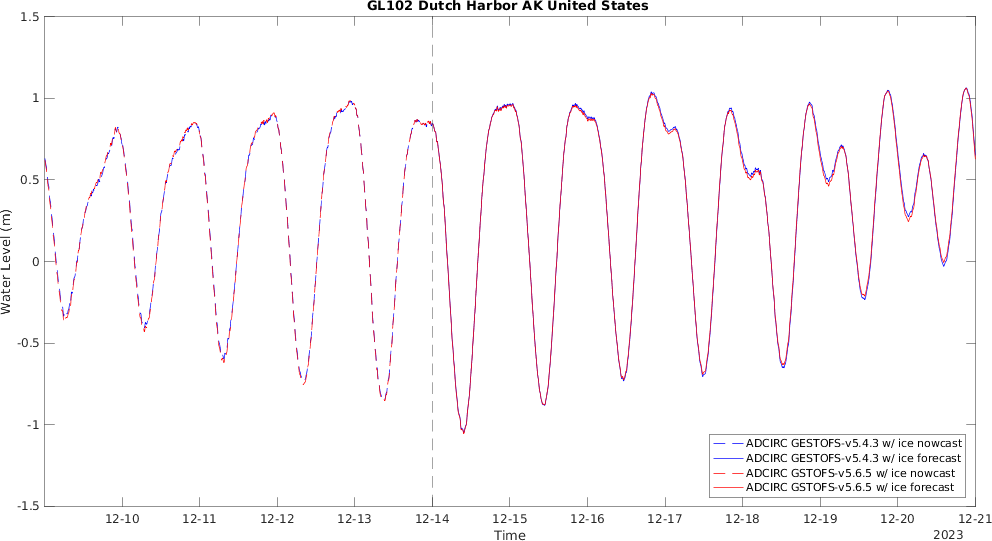 GL102 Dutch Harbor AK United States
1.5
1
0.5
0
-0.5
-1
-1.5
Water Level (m)
12-10 12-11 12-12 12-13 12-14 12-15 12-16 12-17 12-18 12-19 12-20 12-21
Time
2023
ADCIRC GESTOFS-v5.4.3 w/ ice nowcast
ADCIRC GESTOFS-v5.4.3 w/ ice forecast
ADCIRC GSTOFS-v5.6.5 w/ ice nowcast
ADCIRC GSTOFS-v5.6.5 w/ ice forecast